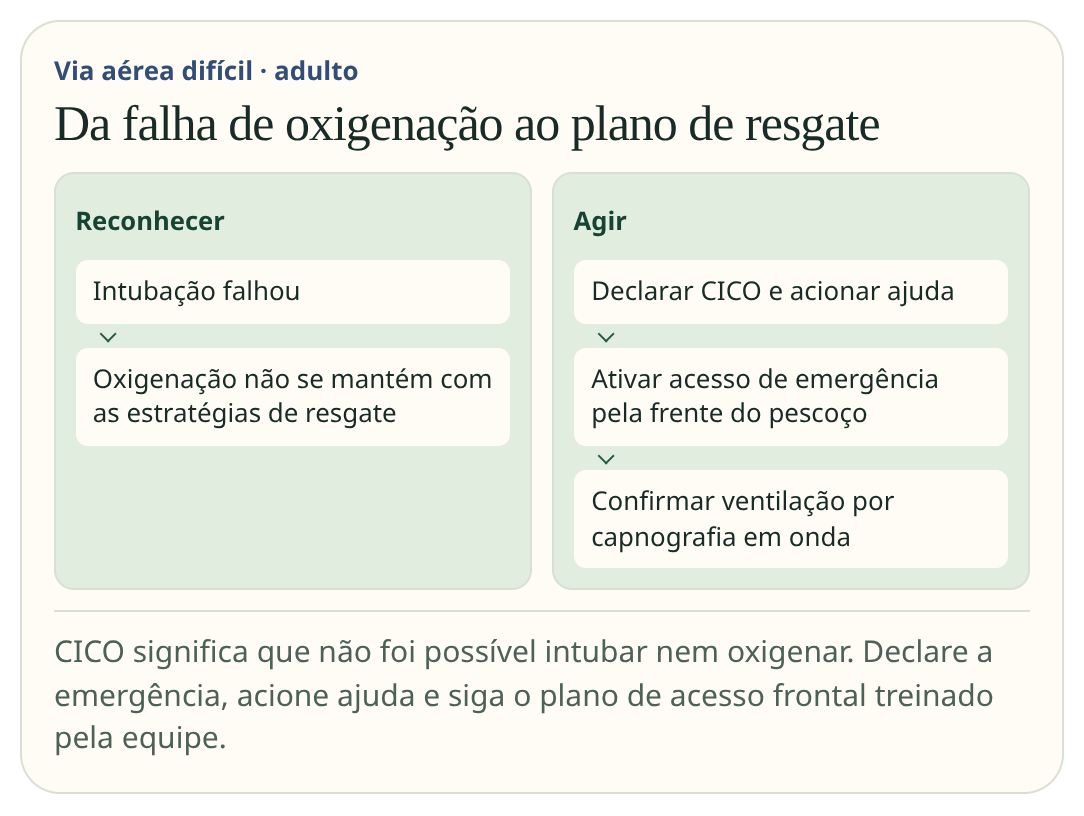 Via aérea difícil · adulto
Da falha de oxigenação ao plano de resgate
Reconhecer
Intubação falhou
Oxigenação não se mantém com
as estratégias de resgate
Agir
Declarar CICO e acionar ajuda
Ativar acesso de emergência
pela frente do pescoço
Confirmar ventilação por
capnografia em onda
CICO significa que não foi possível intubar nem oxigenar. Declare a
emergência, acione ajuda e siga o plano de acesso frontal treinado
pela equipe.